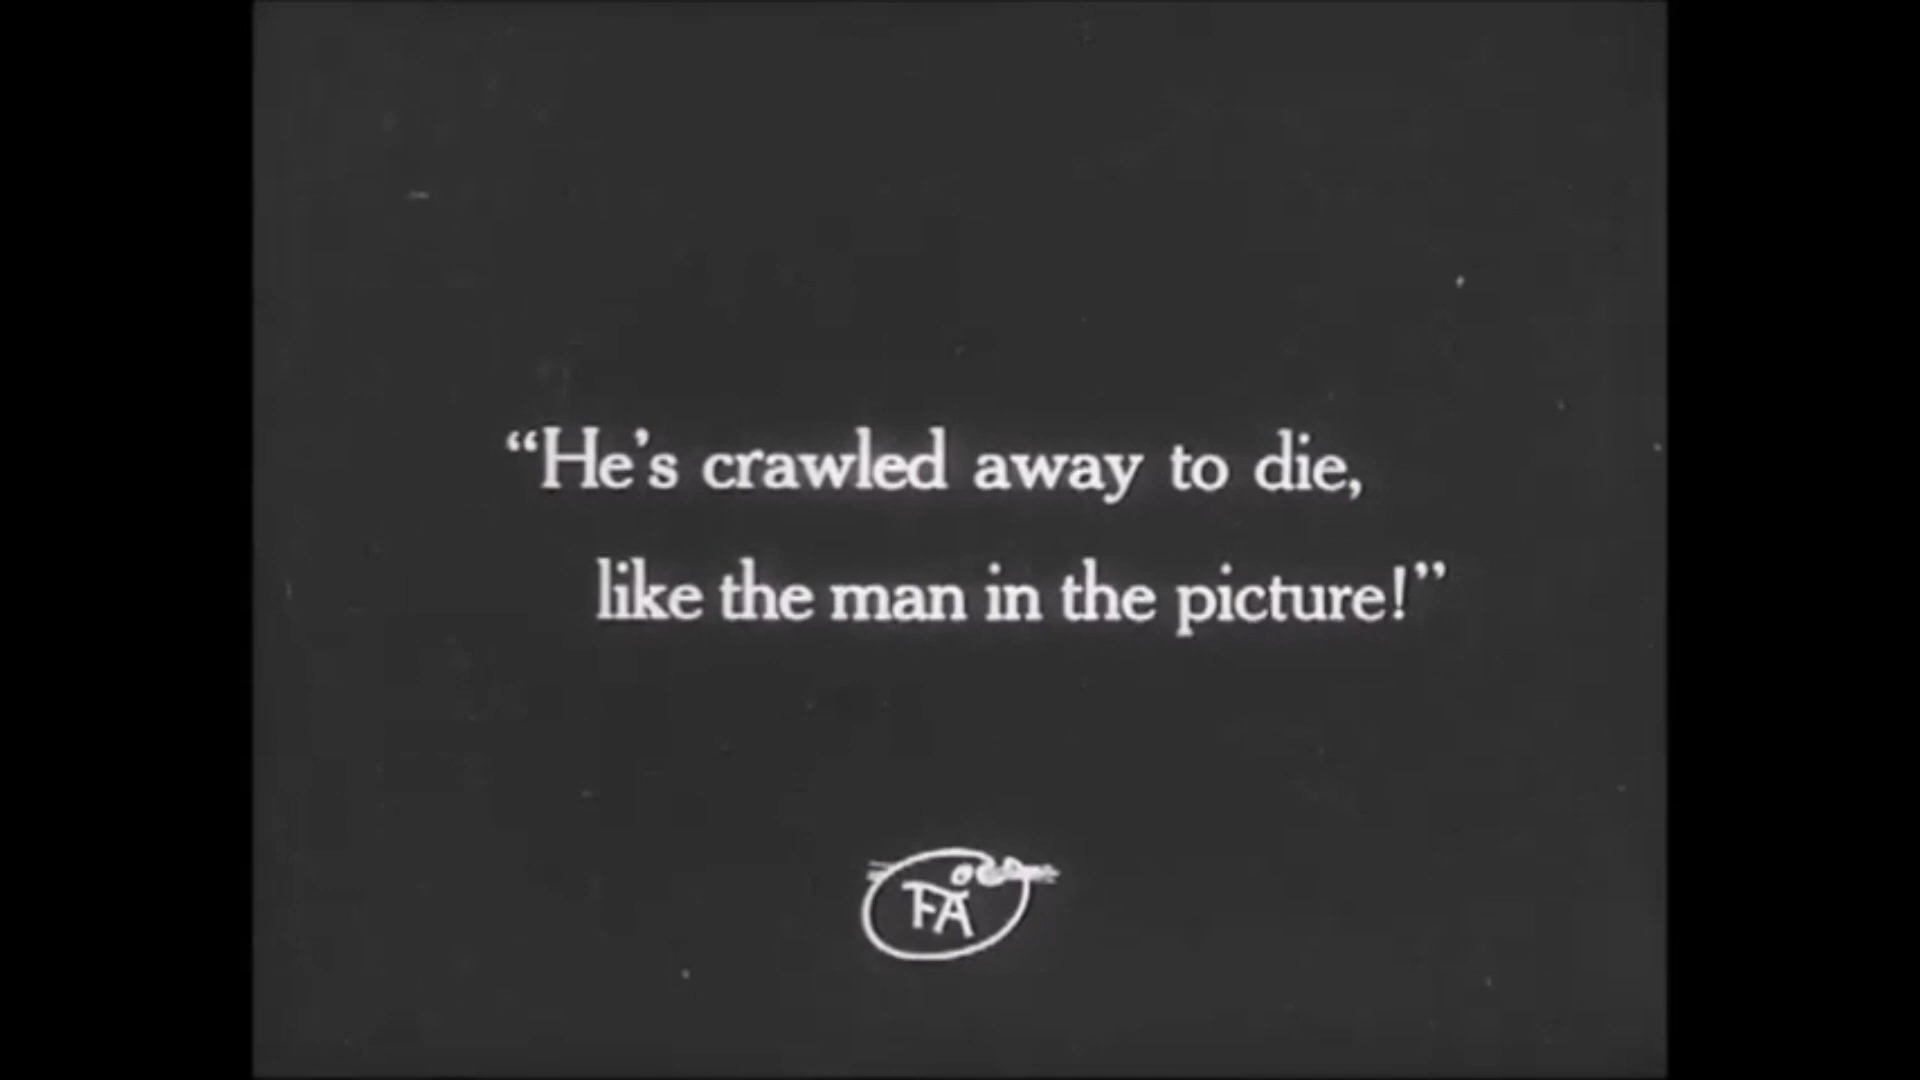 “He’s crawled away to die,
like the man in the picture!”
FA